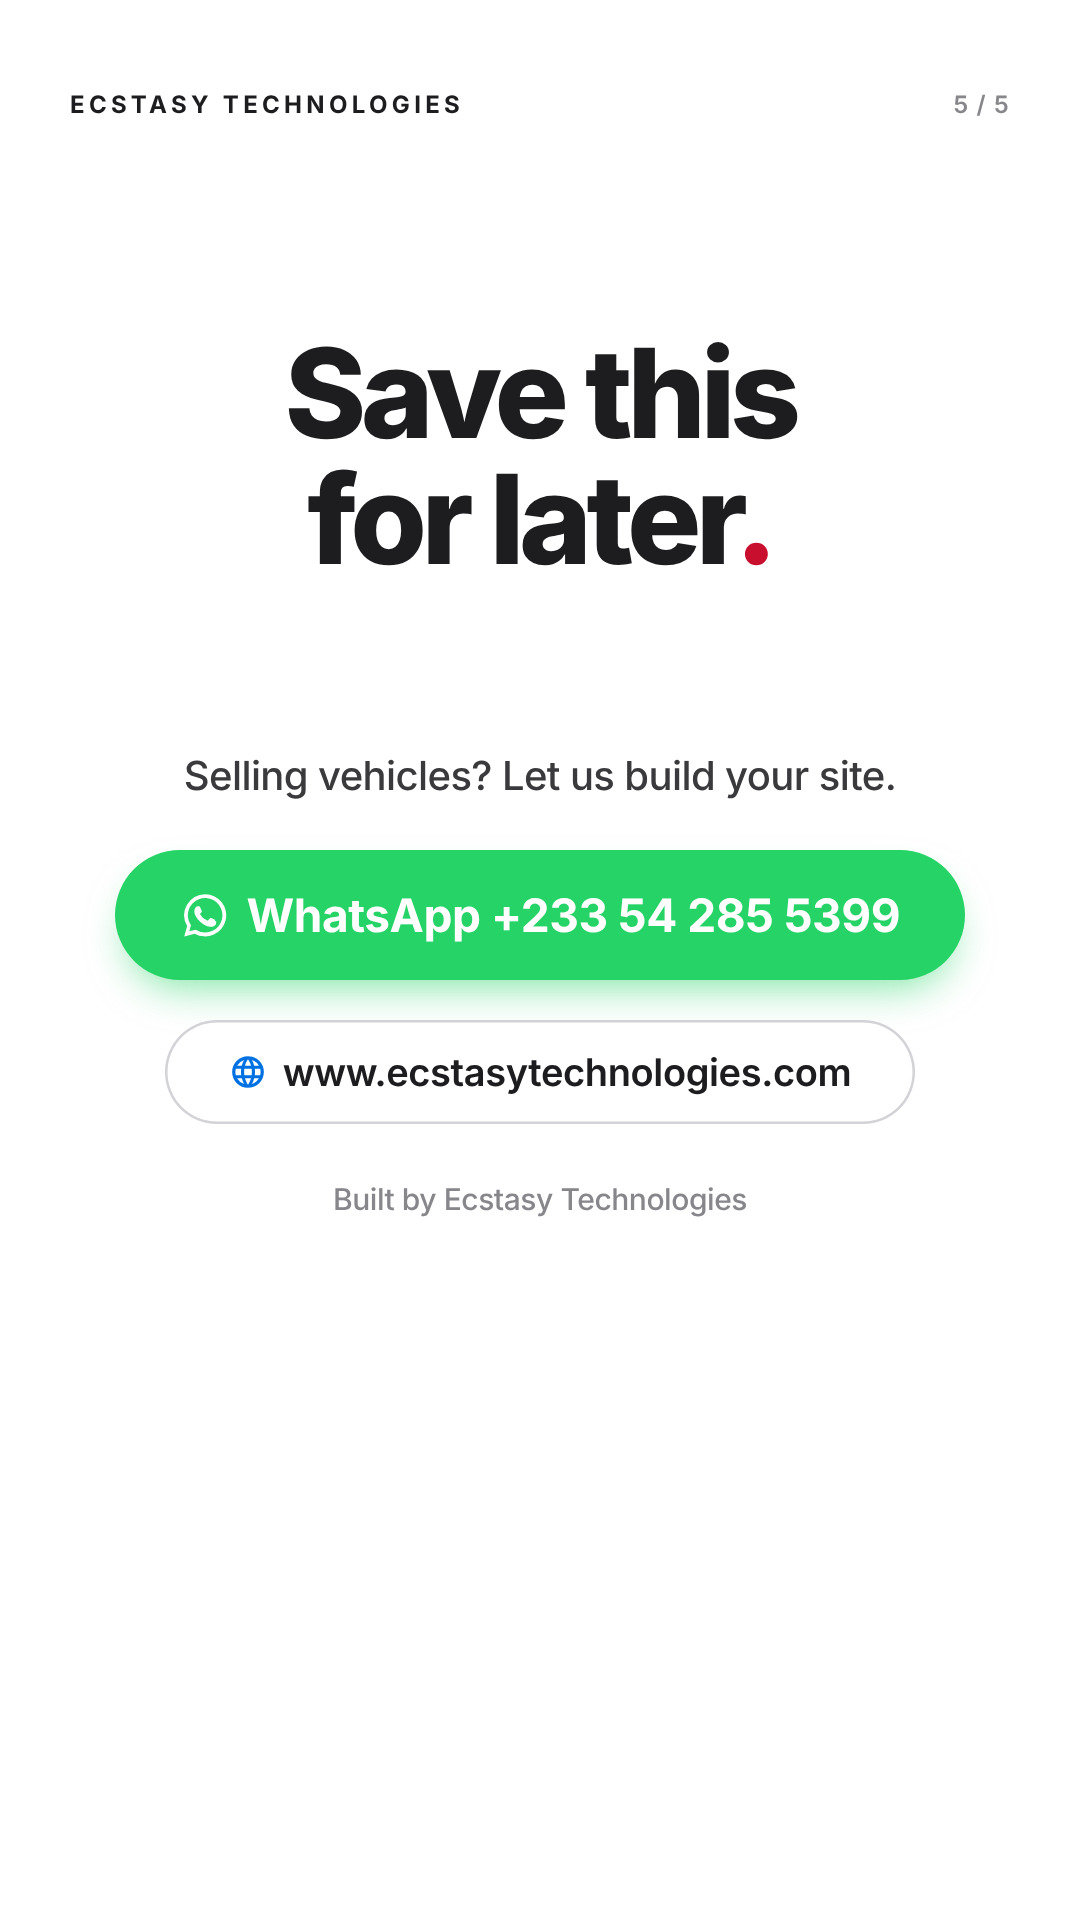 ECSTASY TECHNOLOGIES
5 / 5
Save this
for later.
Selling vehicles? Let us build your site.
WhatsApp +233 54 285 5399
www.ecstasytechnologies.com
Built by Ecstasy Technologies